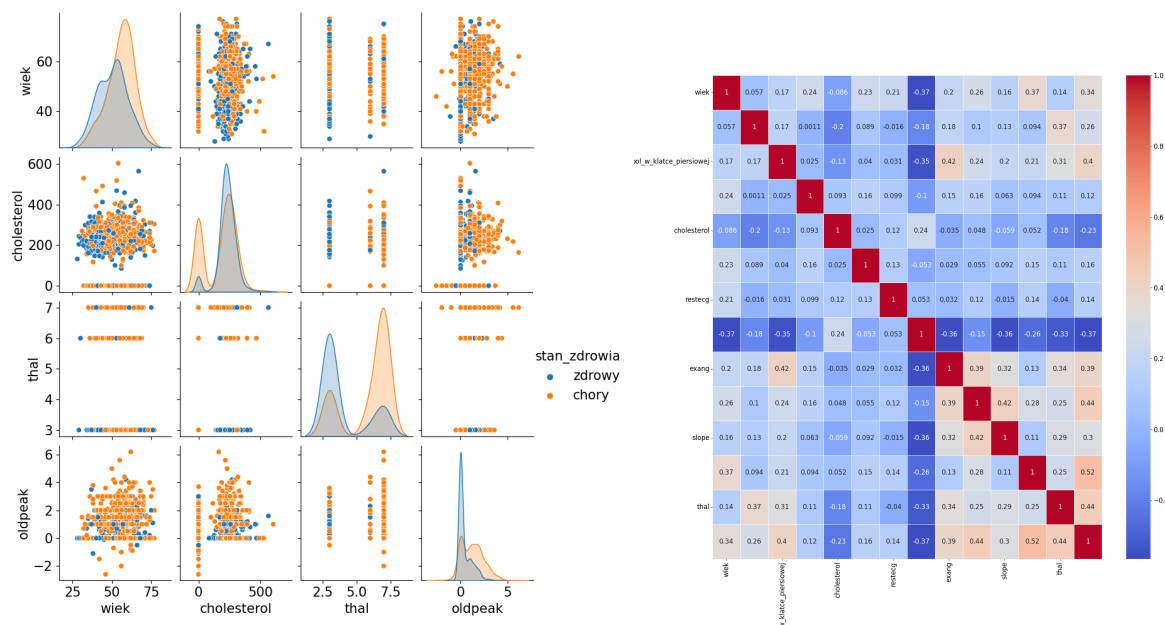 60
40
wiek
600
400
200
0
cholesterol
7
6
5
4
3
thal
6
4
2
0
−2
oldpeak
50 75
0 500
2.5 5.0 7.5
0 5
wiek cholesterol thal oldpeak
stan_zdrowia
zdrowy
chory
wiek 1 0.057 0.17 0.24 -0.086 0.23 0.21 -0.37 0.2 0.26 0.16 0.37 0.14 0.34
0.057 1 0.17 0.0011 -0.2 0.089 -0.016 -0.18 0.18 0.1 0.13 0.094 0.37 0.26
ol_w_klatce_piersiowej 0.17 0.17 1 0.025 -0.13 0.04 0.031 -0.35 0.42 0.24 0.2 0.21 0.31 0.4
0.24 0.0011 0.025 1 0.093 0.16 0.099 -0.1 0.15 0.16 0.063 0.094 0.11 0.12
cholesterol -0.086 -0.2 -0.13 0.093 1 0.025 0.12 0.24 -0.035 0.048 -0.059 0.052 -0.18 -0.23
0.23 0.089 0.04 0.16 0.025 1 0.13 -0.053 0.029 0.055 0.092 0.15 0.11 0.16
restecg 0.21 -0.016 0.031 0.099 0.12 0.13 1 0.053 0.032 0.12 -0.015 0.14 -0.04 0.14
-0.37 -0.18 -0.35 -0.1 0.24 -0.053 0.053 1 -0.36 -0.15 -0.36 -0.26 -0.33 -0.37
exang 0.2 0.18 0.42 0.15 -0.035 0.029 0.032 -0.36 1 0.39 0.32 0.13 0.34 0.39
0.26 0.1 0.24 0.16 0.048 0.055 0.12 -0.15 0.39 1 0.42 0.28 0.25 0.44
slope 0.16 0.13 0.2 0.063 -0.059 0.092 -0.015 -0.36 0.32 0.42 1 0.11 0.29 0.3
0.37 0.094 0.21 0.094 0.052 0.15 0.14 -0.26 0.13 0.28 0.11 1 0.25 0.52
thal 0.14 0.37 0.31 0.11 -0.18 0.11 -0.04 -0.33 0.34 0.25 0.29 0.25 1 0.44
0.34 0.26 0.4 0.12 -0.23 0.16 0.14 -0.37 0.39 0.44 0.3 0.52 0.44 1
wiek w_klatce_piersiowej cholesterol restecg exang slope thal
1.0
0.8
0.6
0.4
0.2
0.0
−0.